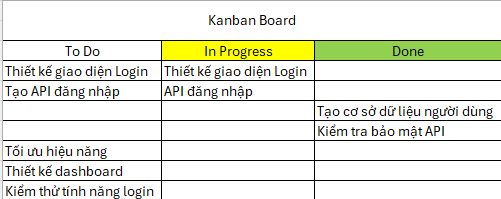 Kanban Board
To Do In Progress Done
Thiết kế giao diện Login Thiết kế giao diện Login
Tạo API đăng nhập API đăng nhập
Tạo cơ sở dữ liệu người dùng
Kiểm tra bảo mật API
Tối ưu hiệu năng
Thiết kế dashboard
Kiểm thử tính năng login